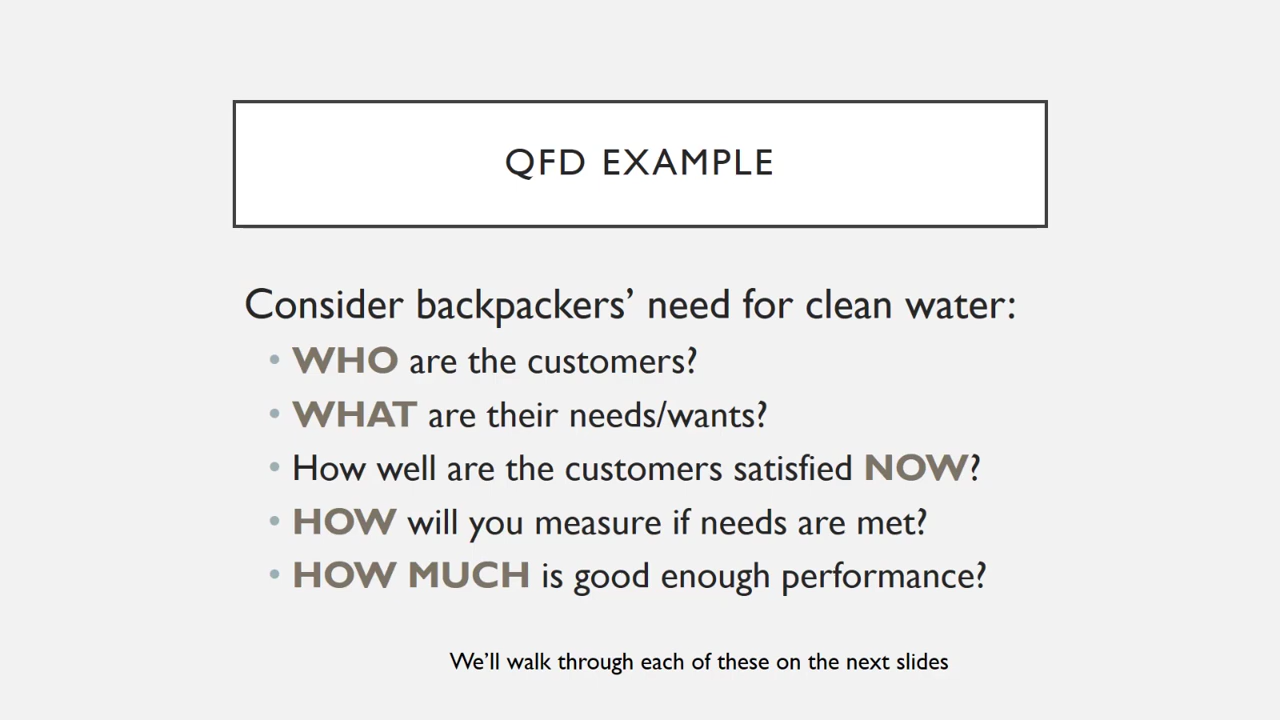 QFD EXAMPLE
Consider backpackers’ need for clean water:
• WHO are the customers?
• WHAT are their needs/wants?
• How well are the customers satisfied NOW?
• HOW will you measure if needs are met?
• HOW MUCH is good enough performance?
We’ll walk through each of these on the next slides